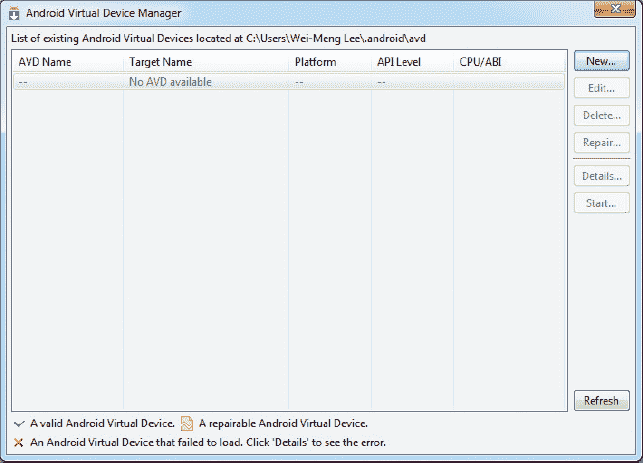 Android Virtual Device Manager
List of existing Android Virtual Devices located at C:\Users\Wei-Meng Lee\.android\avd
AVD Name Target Name Platform API Level CPU/ABI
-- No AVD available -- --
New...
Edit...
Delete...
Repair...
Details...
Start...
Refresh
A valid Android Virtual Device. A repairable Android Virtual Device.
An Android Virtual Device that failed to load. Click 'Details' to see the error.